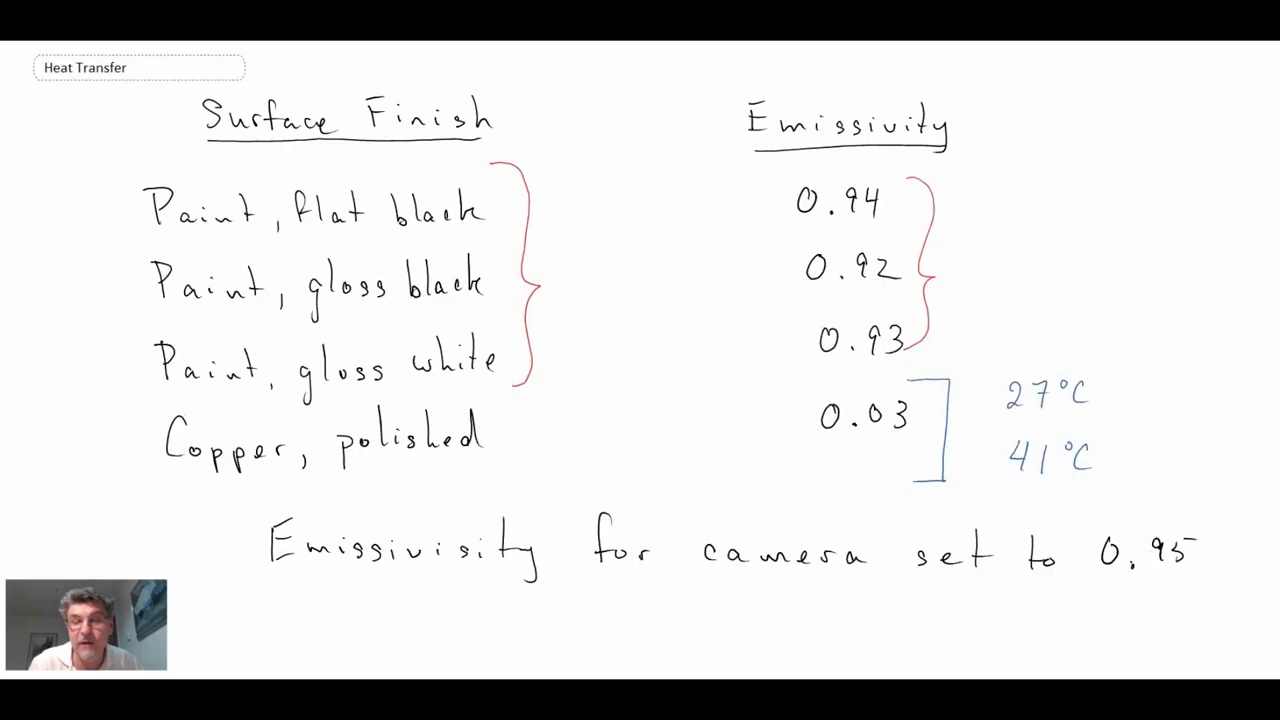 Heat Transfer
Surface Finish Emissivity
Paint, flat black 0.94
Paint, gloss black 0.92
Paint, gloss white 0.93
Copper, polished 0.03
27°C
41°C
Emissivisity for camera set to 0.95